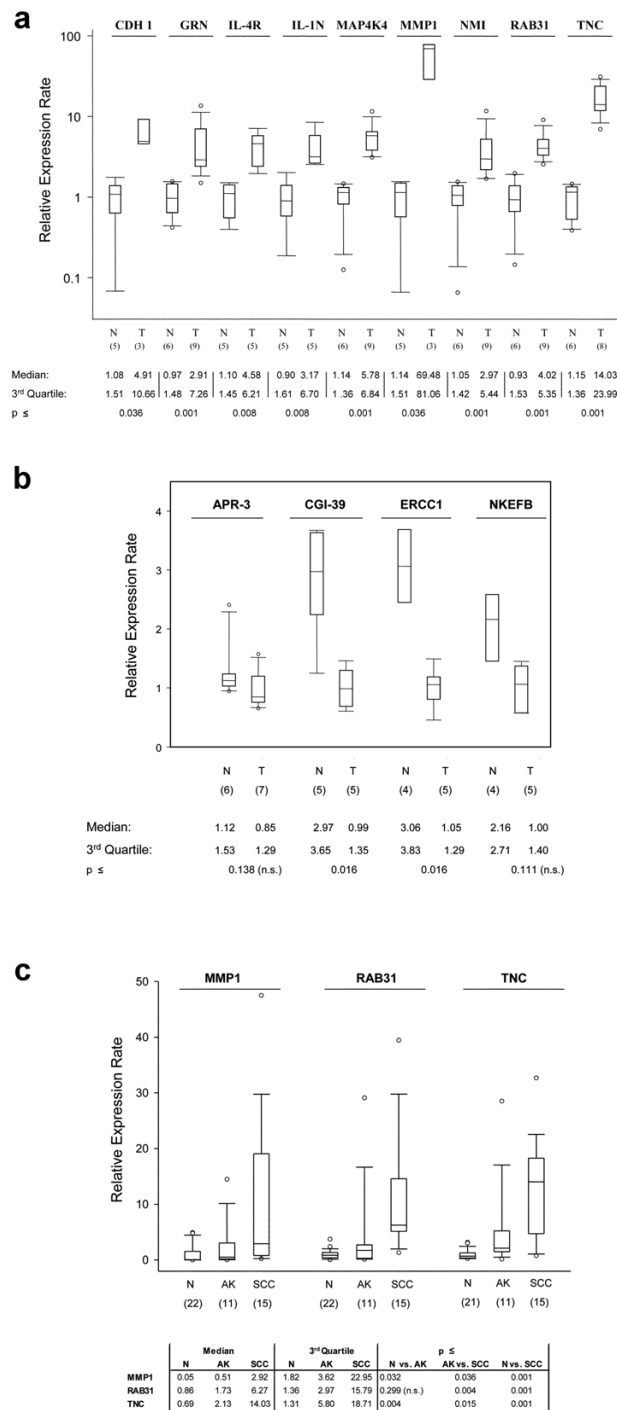 a
CDH 1 GRN IL-4R IL-1N MAP4K4 MMP1 NMI RAB31 TNC
Relative Expression Rate
100
10
1
0.1
N T N T N T N T N T N T N T N T N T
(5) (3) (6) (9) (5) (5) (5) (5) (6) (9) (5) (3) (6) (9) (6) (9) (6) (8)
Median: 1.08 4.91 0.97 2.91 1.10 4.58 0.90 3.17 1.14 5.78 1.14 69.48 1.05 2.97 0.93 4.02 1.15 14.03
3rd Quartile: 1.51 10.66 1.48 7.26 1.45 6.21 1.61 6.70 1 .36 6.84 1.51 81.06 1.42 5.44 1.53 5.35 1.36 23.99
p ≤ 0.036 0.001 0.008 0.008 0.001 0.036 0.001 0.001 0.001
b
APR-3 CGI-39 ERCC1 NKEFB
Relative Expression Rate
4
3
2
1
0
N T N T N T N T
(6) (7) (5) (5) (4) (5) (4) (5)
Median: 1.12 0.85 2.97 0.99 3.06 1.05 2.16 1.00
3rd Quartile: 1.53 1.29 3.65 1.35 3.83 1.29 2.71 1.40
p ≤ 0.138 (n.s.) 0.016 0.016 0.111 (n.s.)
c
MMP1 RAB31 TNC
Relative Expression Rate
50
40
30
20
10
0
N AK SCC N AK SCC N AK SCC
(22) (11) (15) (22) (11) (15) (21) (11) (15)
Median 3rd Quartile p ≤
N AK SCC N AK SCC N vs. AK AK vs. SCC N vs. SCC
MMP1 0.05 0.51 2.92 1.82 3.62 22.95 0.032 0.036 0.001
RAB31 0.86 1.73 6.27 1.36 2.97 15.79 0.299 (n.s.) 0.004 0.001
TNC 0.69 2.13 14.03 1.31 5.80 18.71 0.004 0.015 0.001